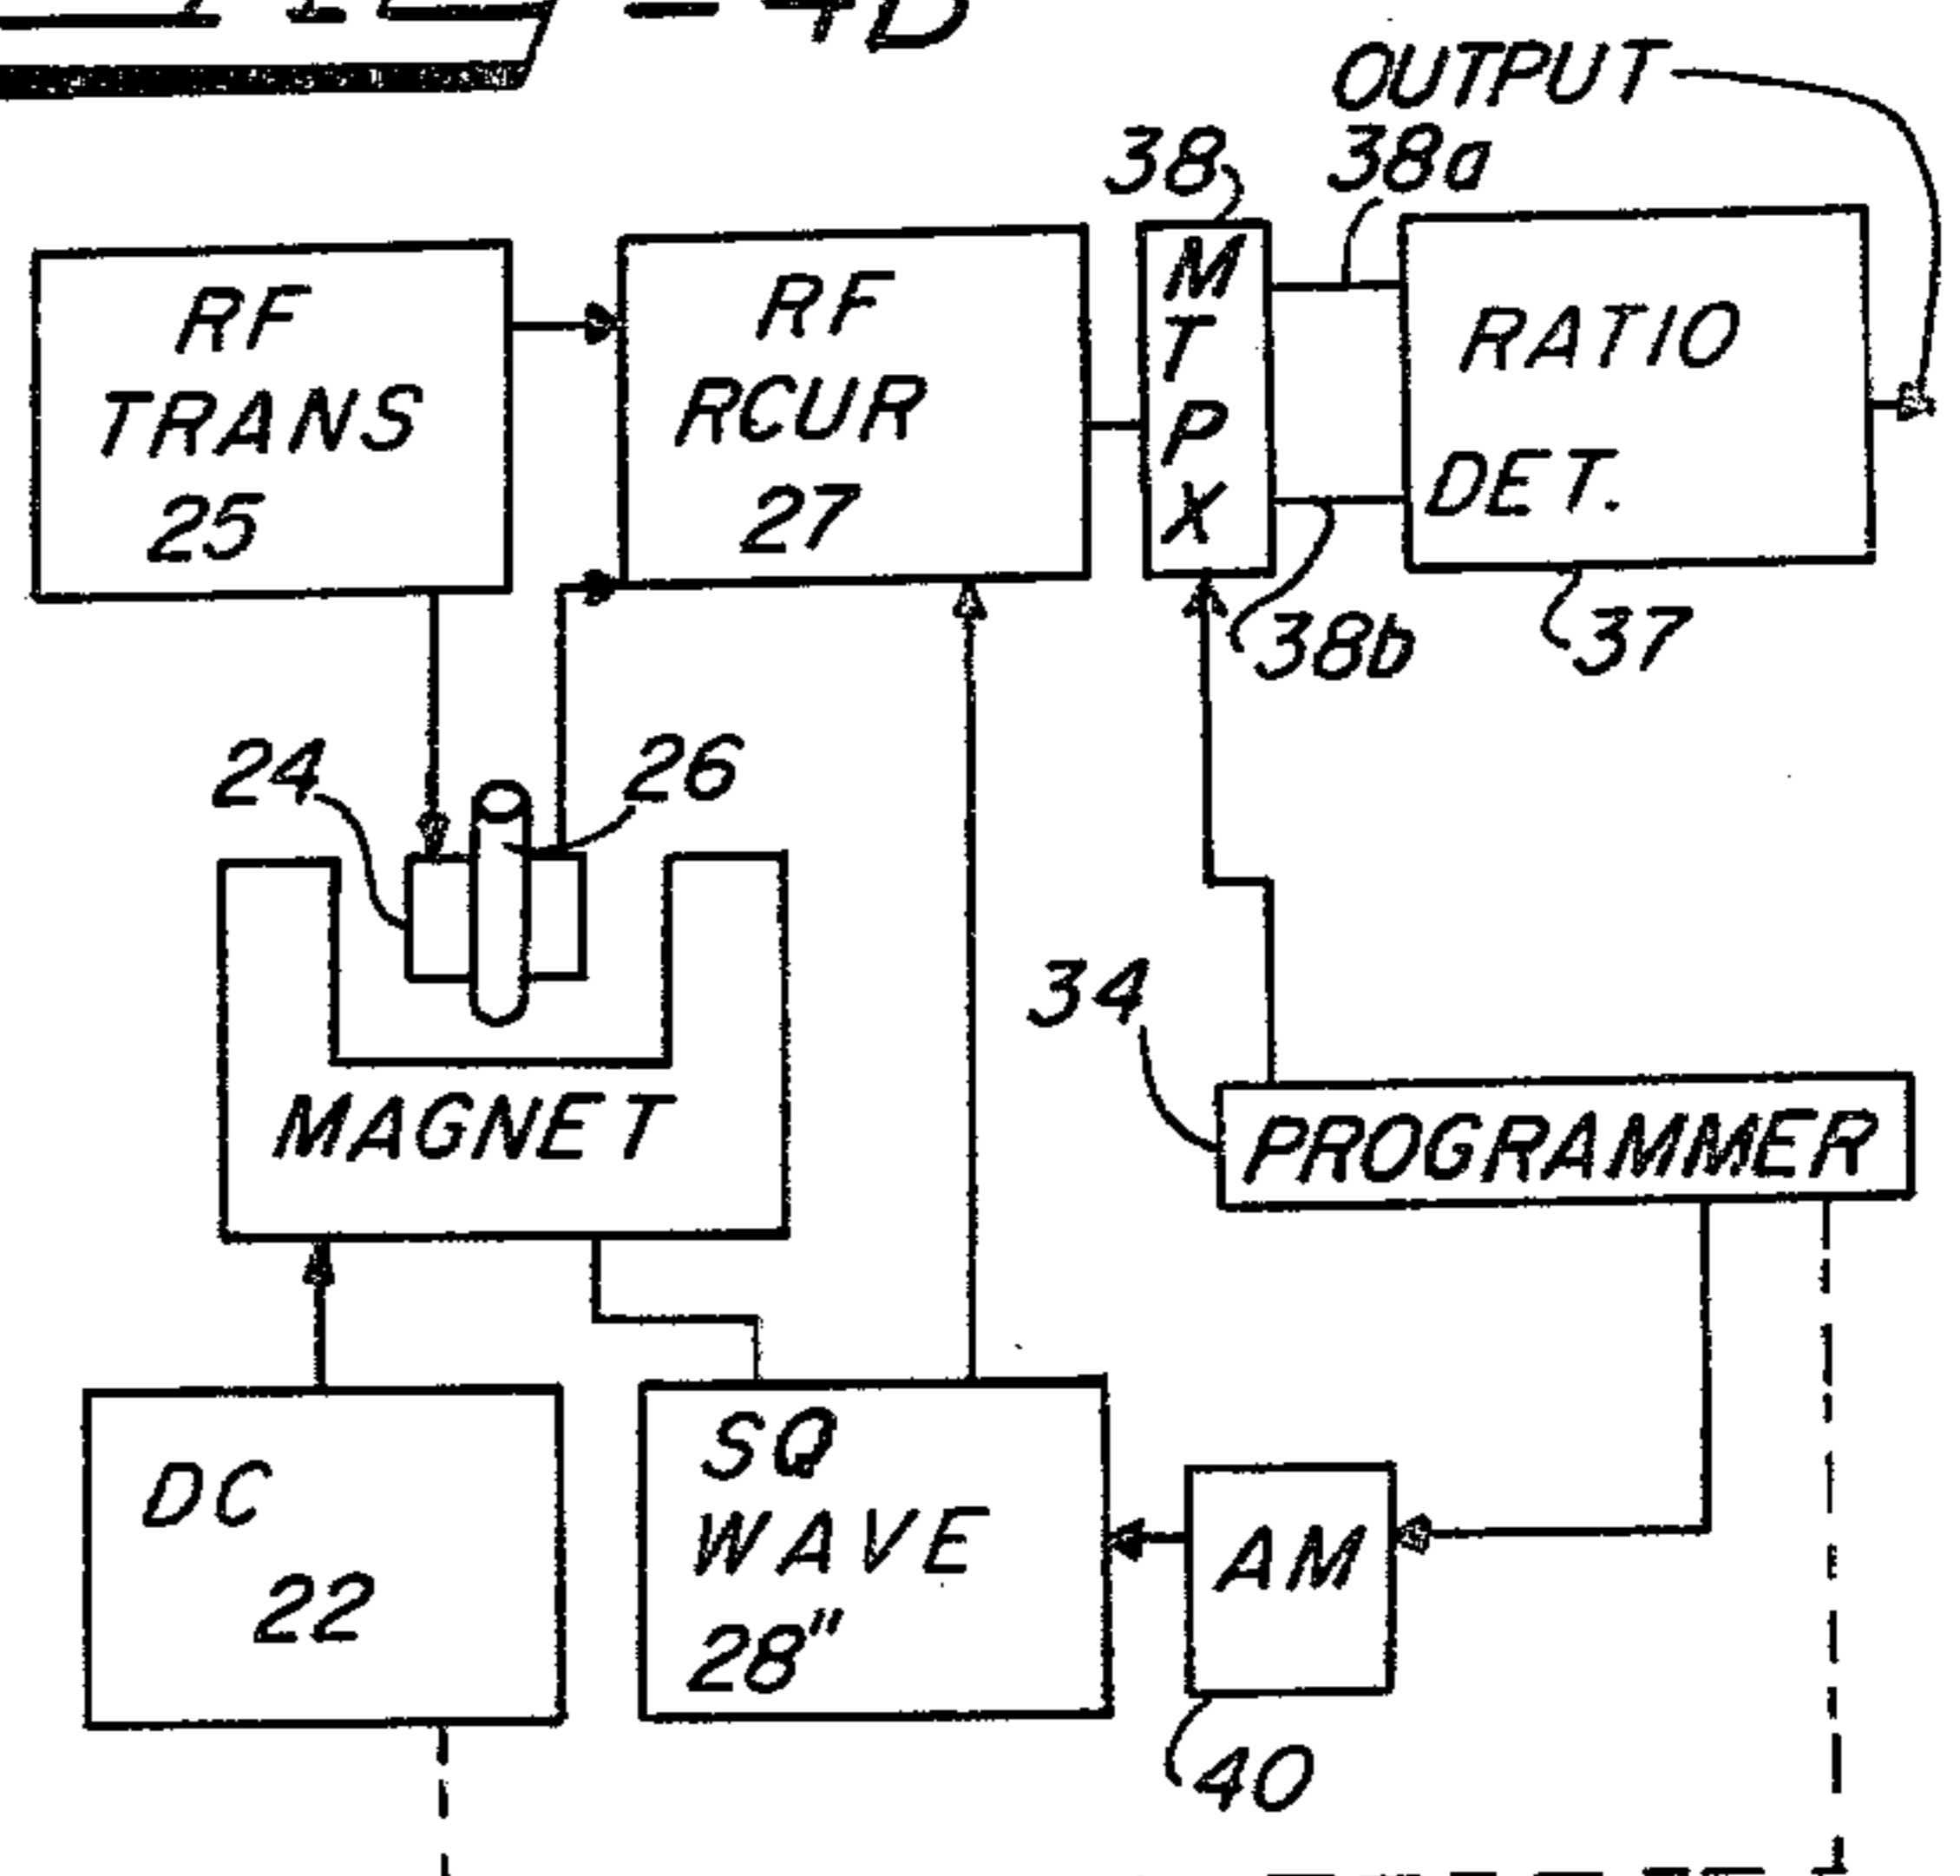 OUTPUT
38
38a
RF
TRANS
25
RF
RCUR
27
M
T
P
X
RATIO
DET.
38b
37
24
26
34
MAGNET
PROGRAMMER
DC
22
SQ
WAVE
28"
AM
40